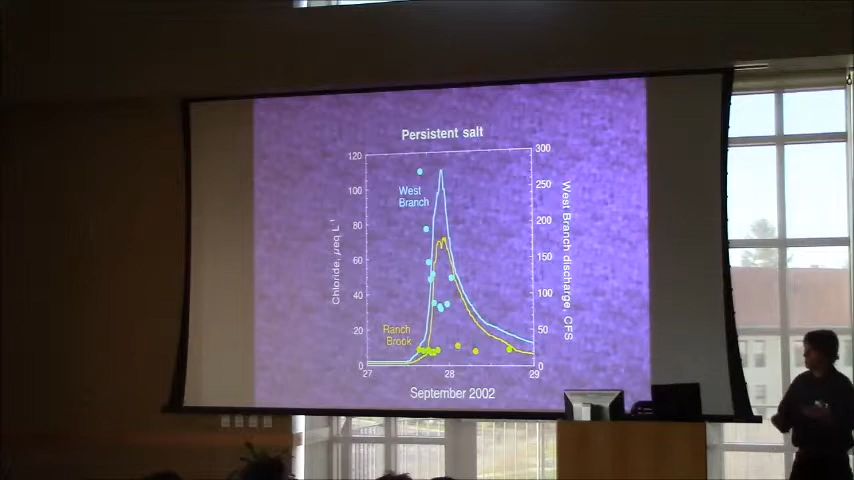 Persistent salt
120
100
80
60
40
20
0
Chloride, µeq L⁻¹
West
Branch
Ranch
Brook
300
250
200
150
100
50
0
West Branch discharge, CFS
27
28
29
September 2002